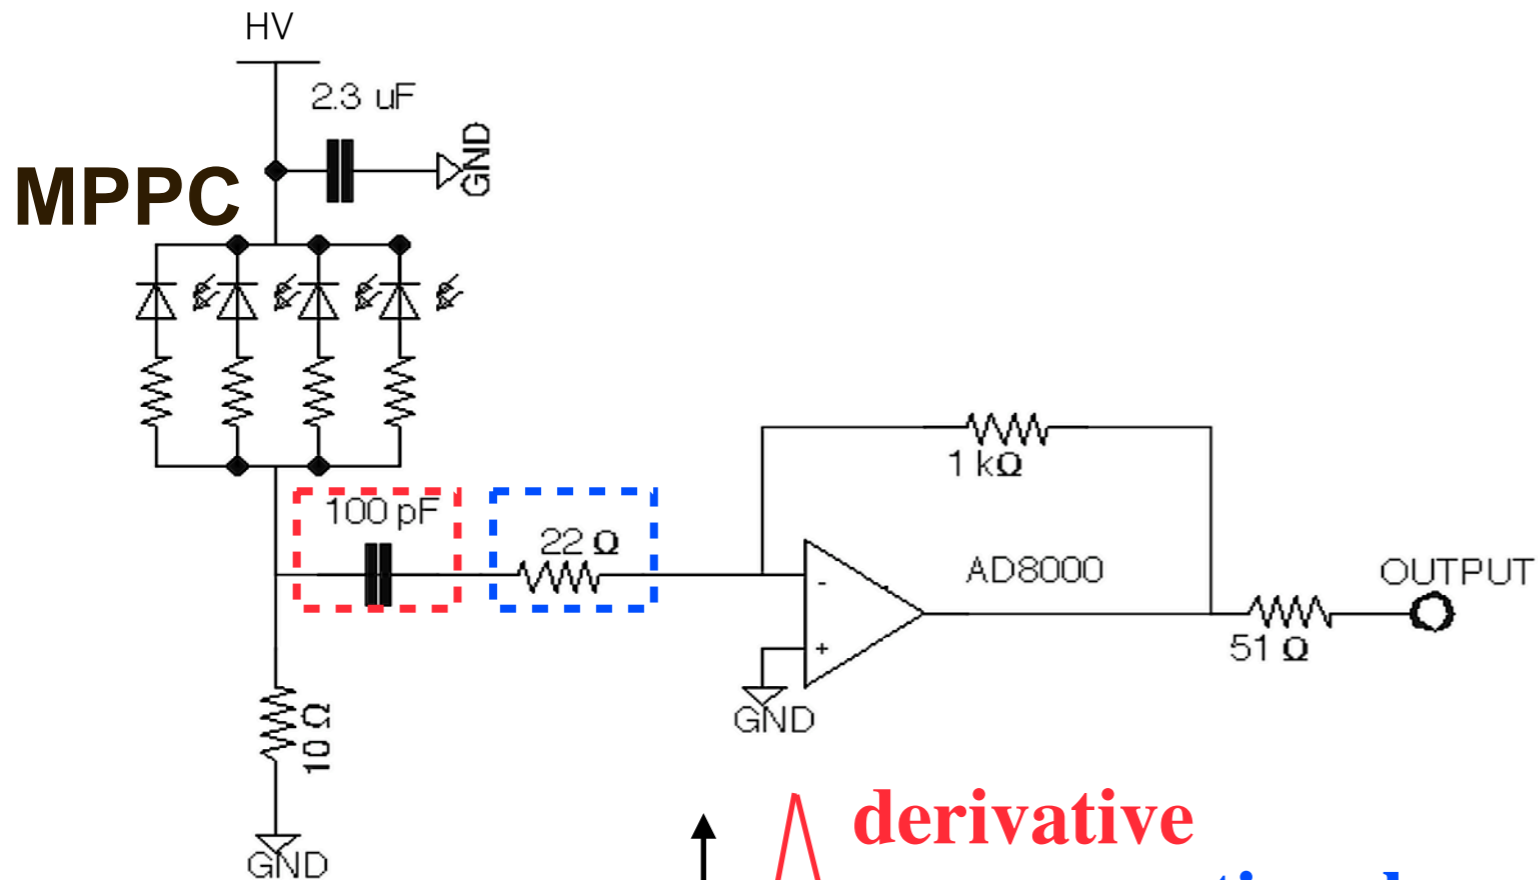 HV
2.3 uF
GND
MPPC
1 kΩ
100 pF
22 Ω
AD8000
-
+
OUTPUT
51 Ω
GND
10 Ω
GND
derivative